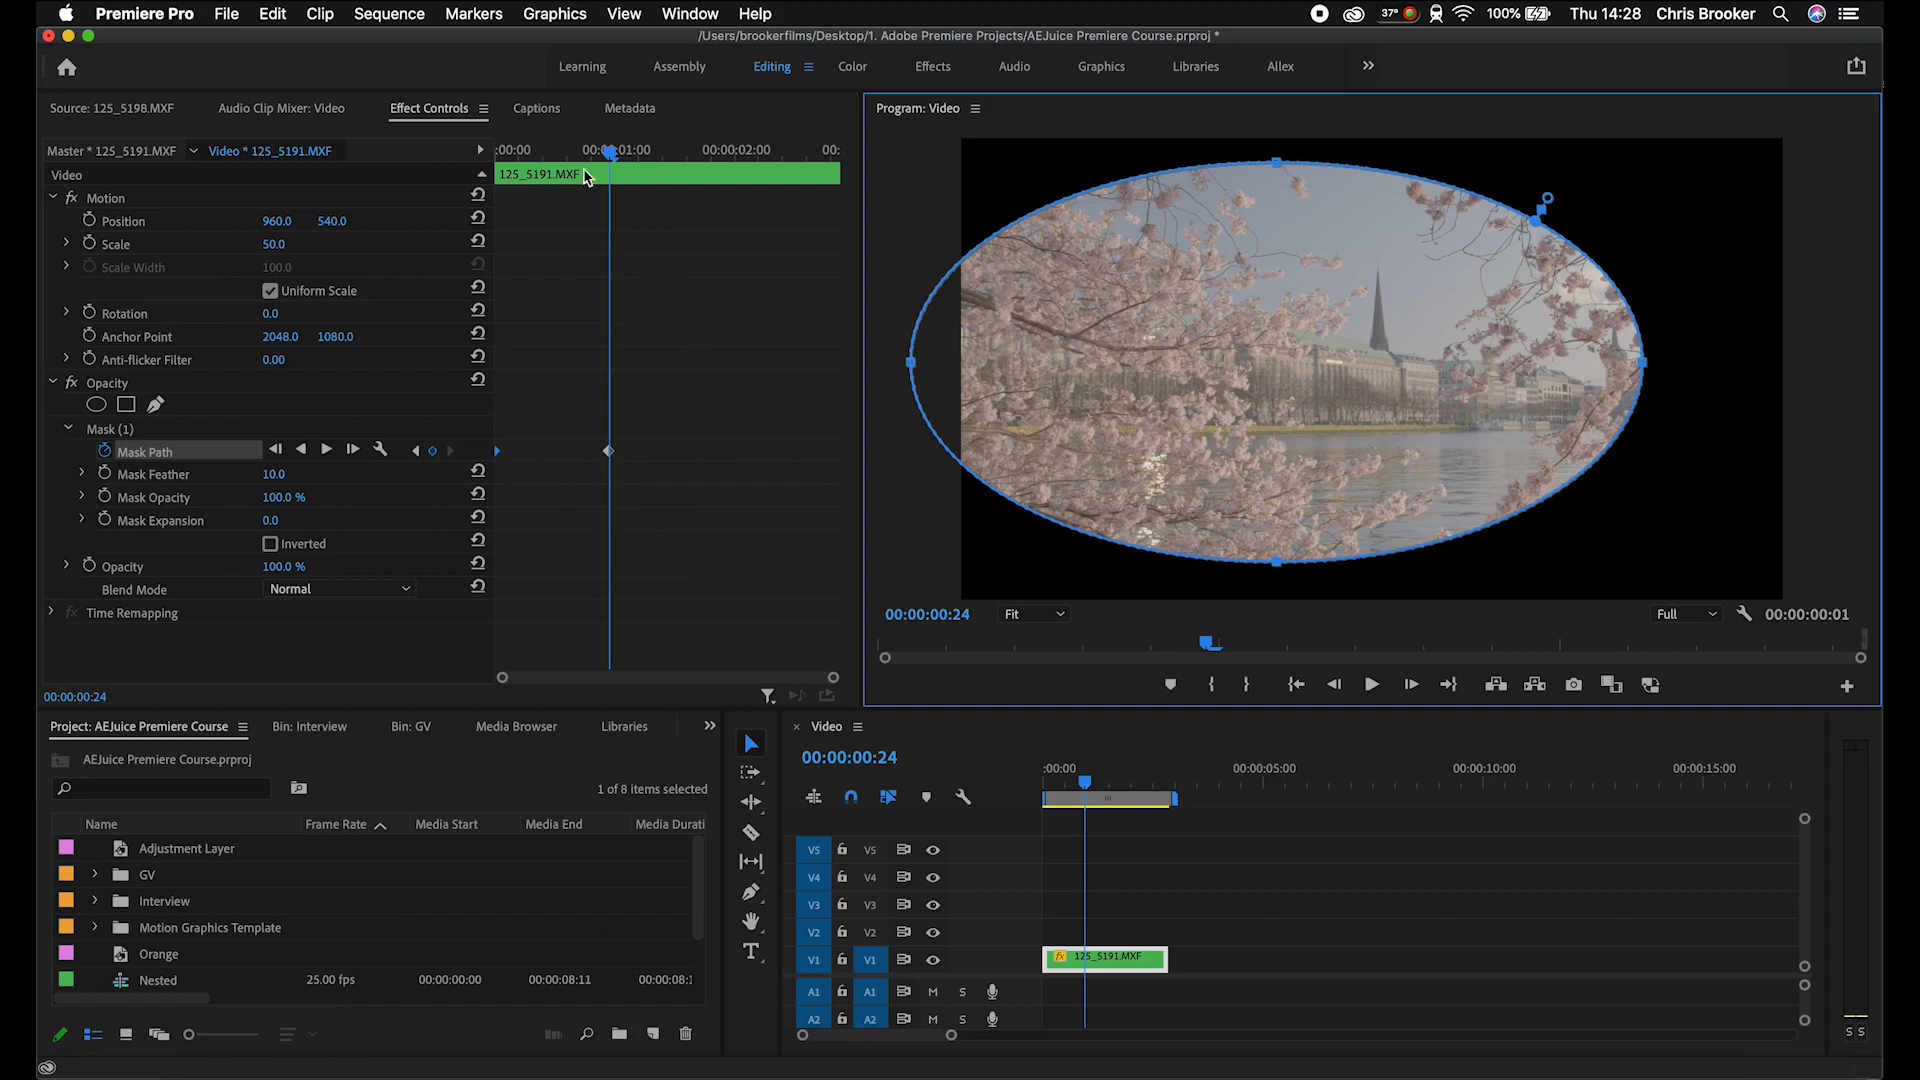 Premiere Pro File Edit Clip Sequence Markers Graphics View Window Help 37° 100% Thu 14:28 Chris Brooker
/Users/brookerfilms/Desktop/1. Adobe Premiere Projects/AEJuice Premiere Course.prproj *
Learning Assembly Editing Color Effects Audio Graphics Libraries Allex
Source: 125_5198.MXF Audio Clip Mixer: Video Effect Controls Captions Metadata
Program: Video
Master * 125_5191.MXF Video * 125_5191.MXF :00:00 00:00:01:00 00:00:02:00 00:
Video 125_5191.MXF
fx Motion
Position 960.0 540.0
Scale 50.0
Scale Width 100.0
Uniform Scale
Rotation 0.0
Anchor Point 2048.0 1080.0
Anti-flicker Filter 0.00
fx Opacity
Mask (1)
Mask Path
Mask Feather 10.0
Mask Opacity 100.0 %
Mask Expansion 0.0
Inverted
Opacity 100.0 %
Blend Mode Normal
fx Time Remapping
00:00:00:24
00:00:00:24 Fit Full 00:00:00:01
Project: AEJuice Premiere Course Bin: Interview Bin: GV Media Browser Libraries
AEJuice Premiere Course.prproj
1 of 8 items selected
Name Frame Rate Media Start Media End Media Durati
Adjustment Layer
GV
Interview
Motion Graphics Template
Orange
Nested 25.00 fps 00:00:00:00 00:00:08:11 00:00:08:1
Video
00:00:00:24
:00:00 00:00:05:00 00:00:10:00 00:00:15:00
V5 V5
V4 V4
V3 V3
V2 V2
V1 V1 fx 125_5191.MXF
A1 A1 M S
A2 A2 M S
S S